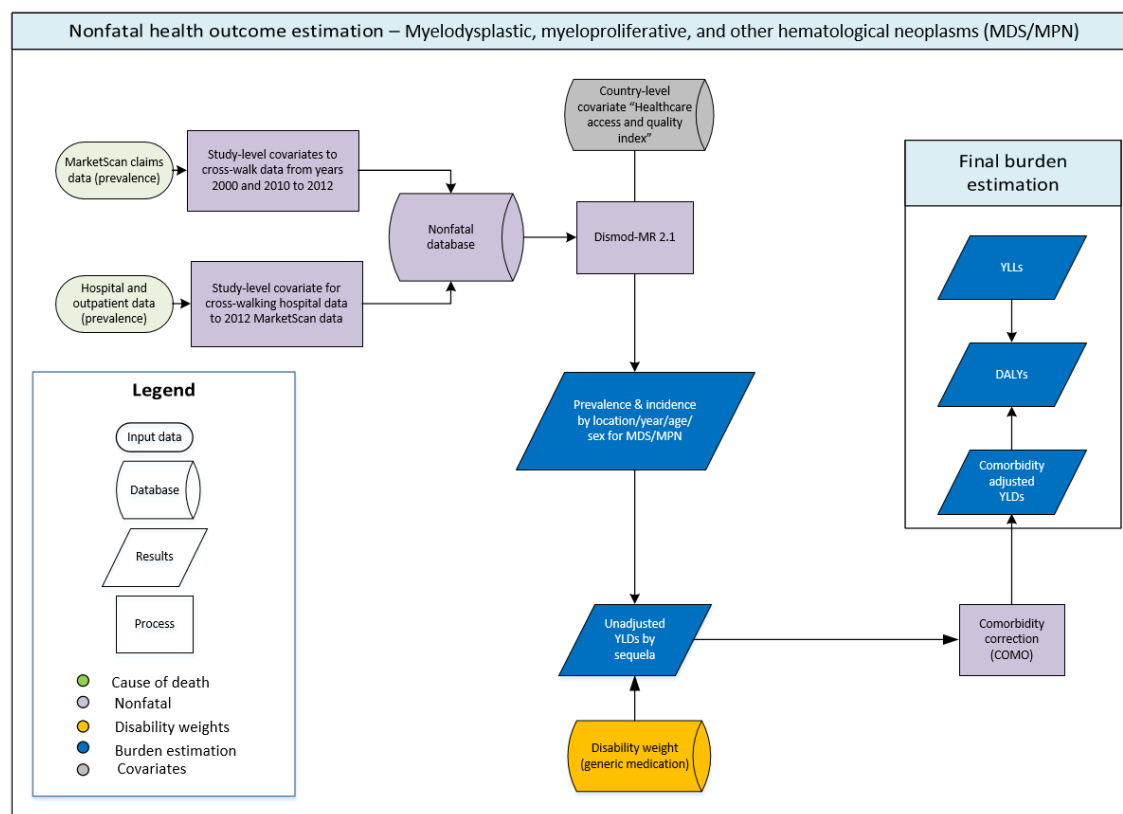 Nonfatal health outcome estimation – Myelodysplastic, myeloproliferative, and other hematological neoplasms (MDS/MPN)
Country-level
covariate "Healthcare
access and quality
index"
MarketScan claims
data (prevalence)
Study-level covariates to
cross-walk data from years
2000 and 2010 to 2012
Nonfatal
database
Dismod-MR 2.1
Hospital and
outpatient data
(prevalence)
Study-level covariate for
cross-walking hospital data
to 2012 MarketScan data
Final burden
estimation
YLLs
DALYs
Comorbidity
adjusted
YLDs
Prevalence & incidence
by location/year/age/
sex for MDS/MPN
Unadjusted
YLDs by
sequela
Comorbidity
correction
(COMO)
Disability weight
(generic medication)
Legend
Input data
Database
Results
Process
Cause of death
Nonfatal
Disability weights
Burden estimation
Covariates